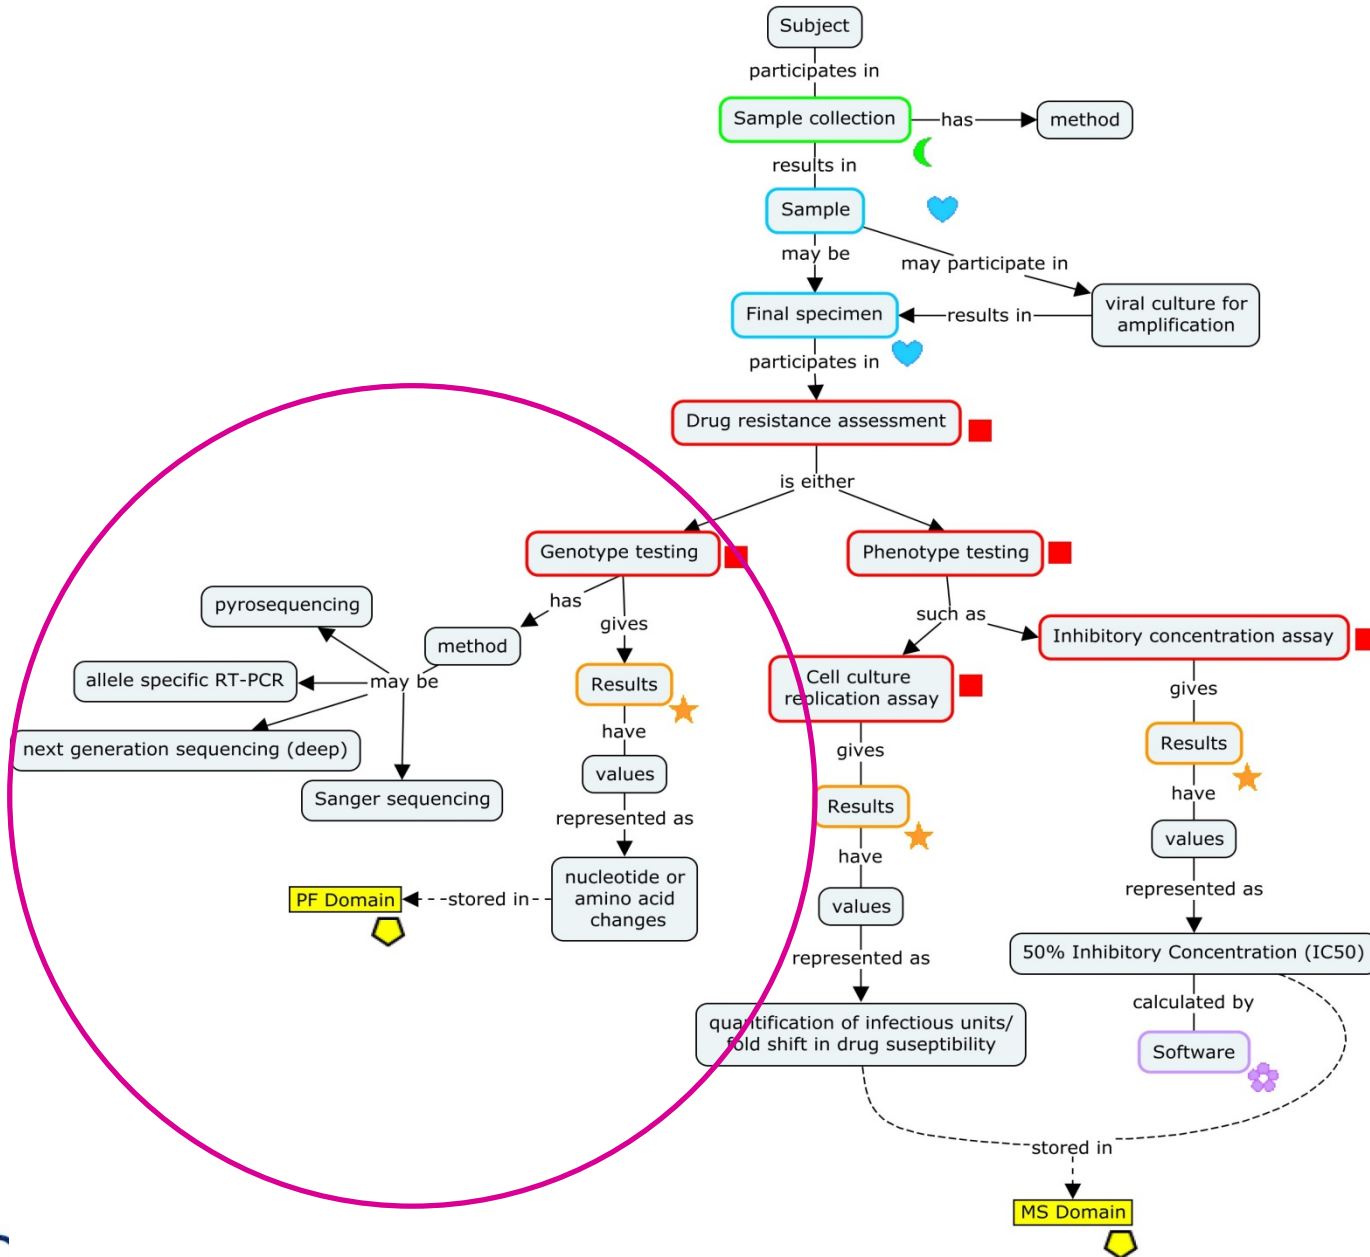 Subject
participates in
Sample collection
has
method
results in
Sample
may be
may participate in
viral culture for
amplification
results in
Final specimen
participates in
Drug resistance assessment
is either
Genotype testing
Phenotype testing
has
gives
method
pyrosequencing
allele specific RT-PCR
may be
next generation sequencing (deep)
Sanger sequencing
Results
have
values
represented as
nucleotide or
amino acid
changes
stored in
PF Domain
such as
Cell culture
replication assay
gives
Results
have
values
represented as
quantification of infectious units/
fold shift in drug suseptibility
Inhibitory concentration assay
gives
Results
have
values
represented as
50% Inhibitory Concentration (IC50)
calculated by
Software
stored in
MS Domain